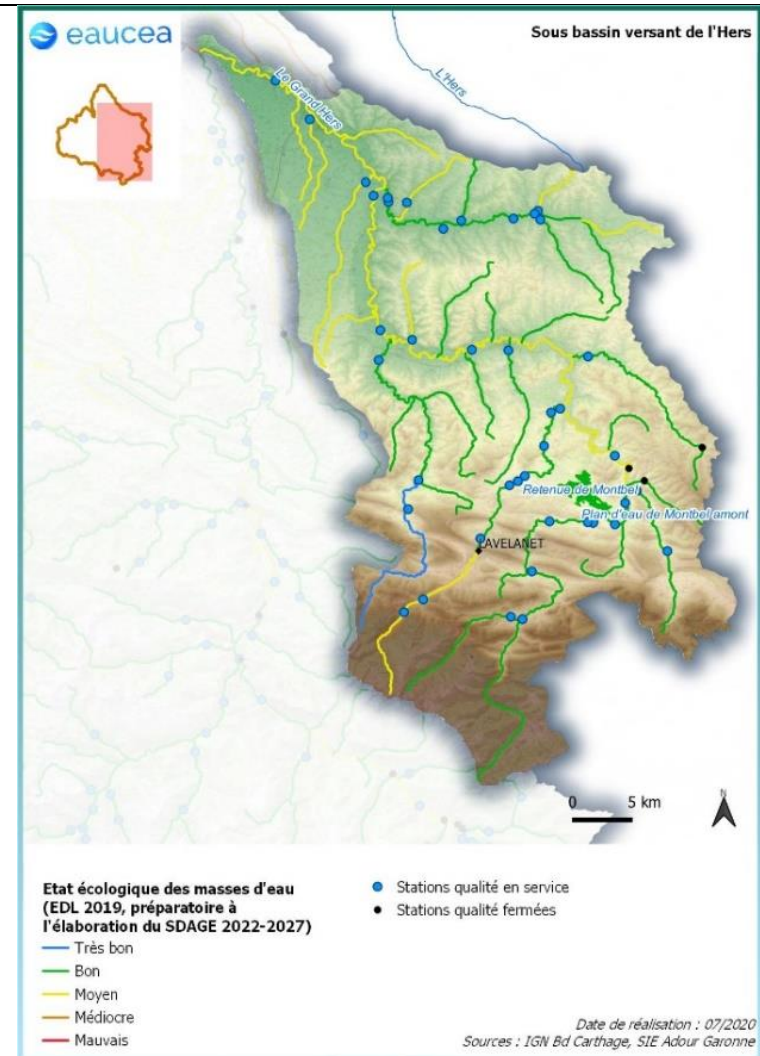 eaucea
Sous bassin versant de l'Hers
L'Hers
Le Grand Hers
Retenue de Montbel
Plan d'eau de Montbel amont
LAVELANET
0 5 km
N
Etat écologique des masses d'eau
(EDL 2019, préparatoire à
l'élaboration du SDAGE 2022-2027)
Très bon
Bon
Moyen
Médiocre
Mauvais
Stations qualité en service
Stations qualité fermées
Date de réalisation : 07/2020
Sources : IGN Bd Carthage, SIE Adour Garonne